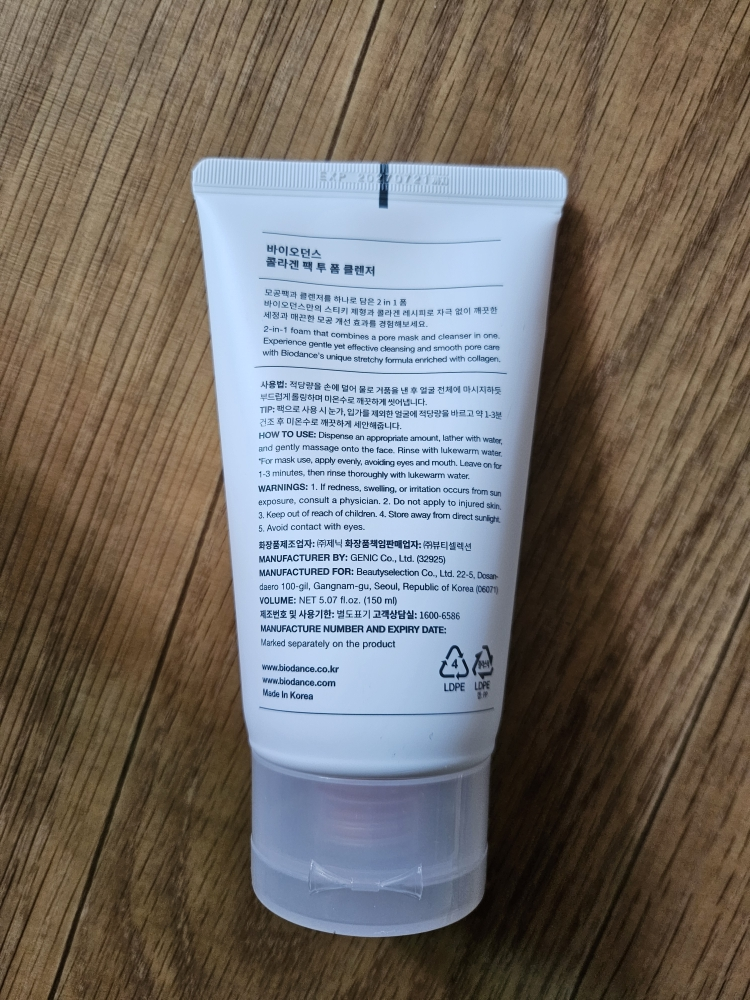 EXP 2027/07/21
바이오던스
콜라겐 팩 투 폼 클렌저
모공팩과 클렌저를 하나로 담은 2 in 1 폼
바이오던스만의 스티키 제형과 콜라겐 레시피로 자극 없이 깨끗한
세정과 매끈한 모공 개선 효과를 경험해보세요.
2-in-1 foam that combines a pore mask and cleanser in one.
Experience gentle yet effective cleansing and smooth pore care
with Biodance's unique stretchy formula enriched with collagen.
사용법: 적당량을 손에 덜어 물로 거품을 낸 후 얼굴 전체에 마사지하듯
부드럽게 롤링하며 미온수로 깨끗하게 씻어냅니다.
TIP: 팩으로 사용 시 눈가, 입가를 제외한 얼굴에 적당량을 바르고 약 1-3분
건조 후 미온수로 깨끗하게 세안해줍니다.
HOW TO USE: Dispense an appropriate amount, lather with water,
and gently massage onto the face. Rinse with lukewarm water.
*For mask use, apply evenly, avoiding eyes and mouth. Leave on for
1-3 minutes, then rinse thoroughly with lukewarm water.
WARNINGS: 1. If redness, swelling, or irritation occurs from sun
exposure, consult a physician. 2. Do not apply to injured skin.
3. Keep out of reach of children. 4. Store away from direct sunlight.
5. Avoid contact with eyes.
화장품제조업자: ㈜제닉 화장품책임판매업자: ㈜뷰티셀렉션
MANUFACTURER BY: GENIC Co., Ltd. (32925)
MANUFACTURED FOR: Beautyselection Co., Ltd. 22-5, Dosan-
daero 100-gil, Gangnam-gu, Seoul, Republic of Korea (06071)
VOLUME: NET 5.07 fl.oz. (150 ml)
제조번호 및 사용기한: 별도표기 고객상담실: 1600-6586
MANUFACTURE NUMBER AND EXPIRY DATE:
Marked separately on the product
www.biodance.co.kr
www.biodance.com
Made In Korea
4
LDPE
LDPE